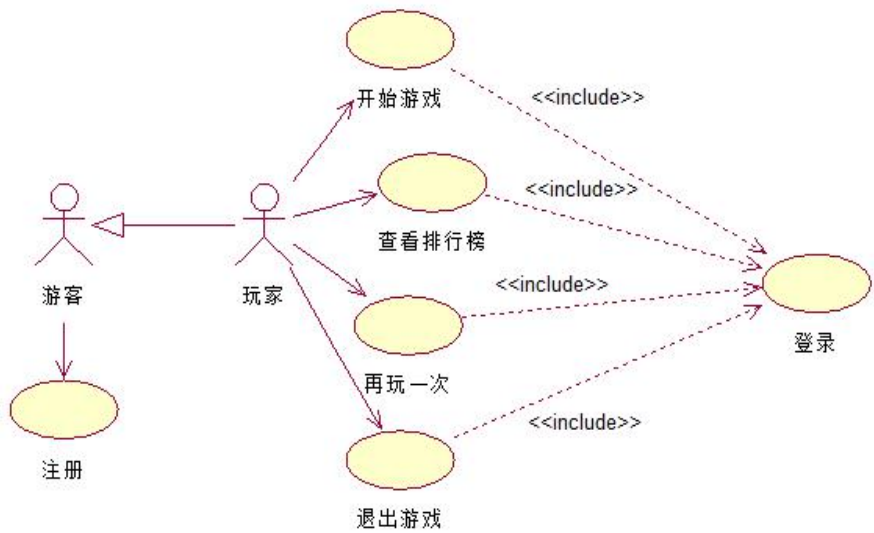 开始游戏
<<include>>
查看排行榜
<<include>>
游客
玩家
<<include>>
登录
再玩一次
注册
<<include>>
退出游戏